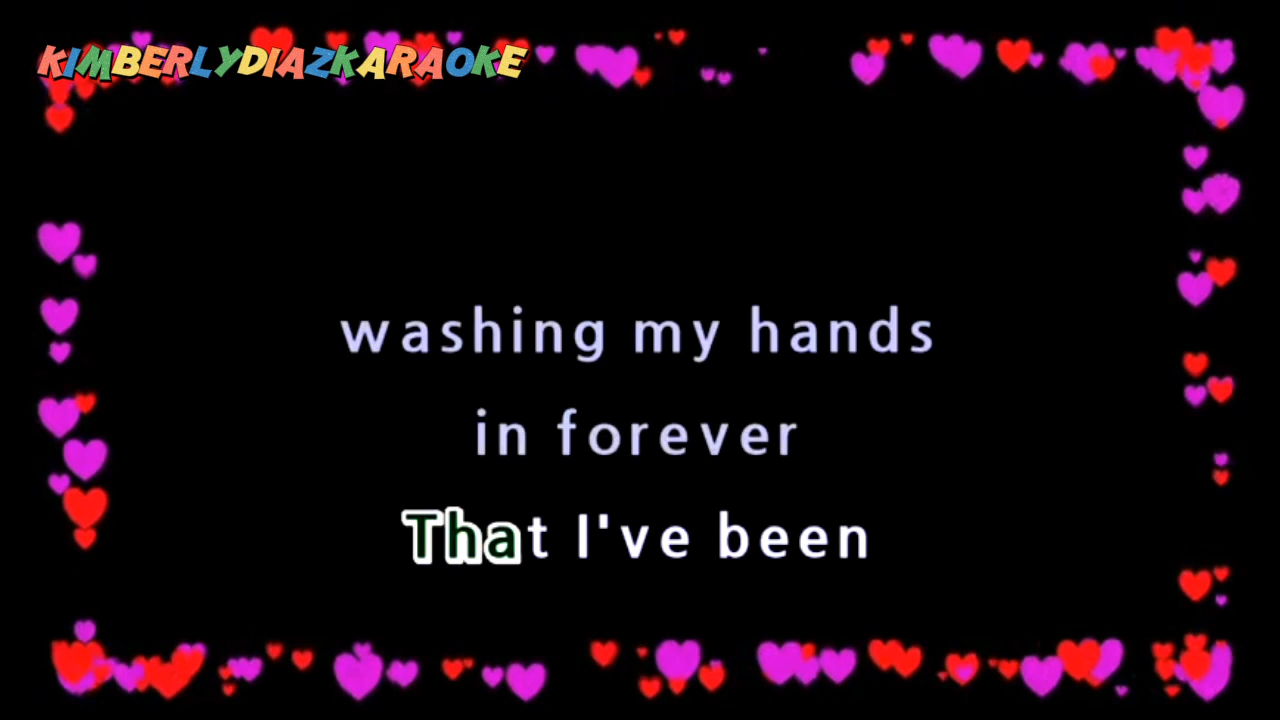 KIMBERLYDIAZKARAOKE
washing my hands
in forever
That I've been